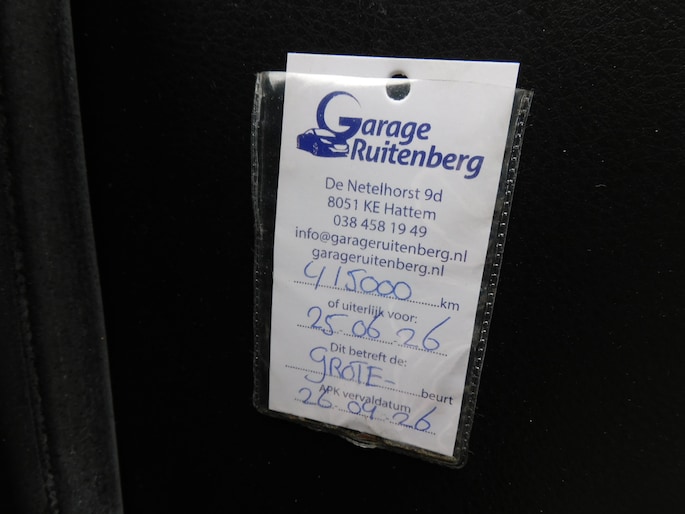 Garage
Ruitenberg
De Netelhorst 9d
8051 KE Hattem
038 458 19 49
info@garageruitenberg.nl
garageruitenberg.nl
415000 km
of uiterlijk voor:
25-06-26
Dit betreft de:
GROTE- beurt
APK vervaldatum
26-09-26